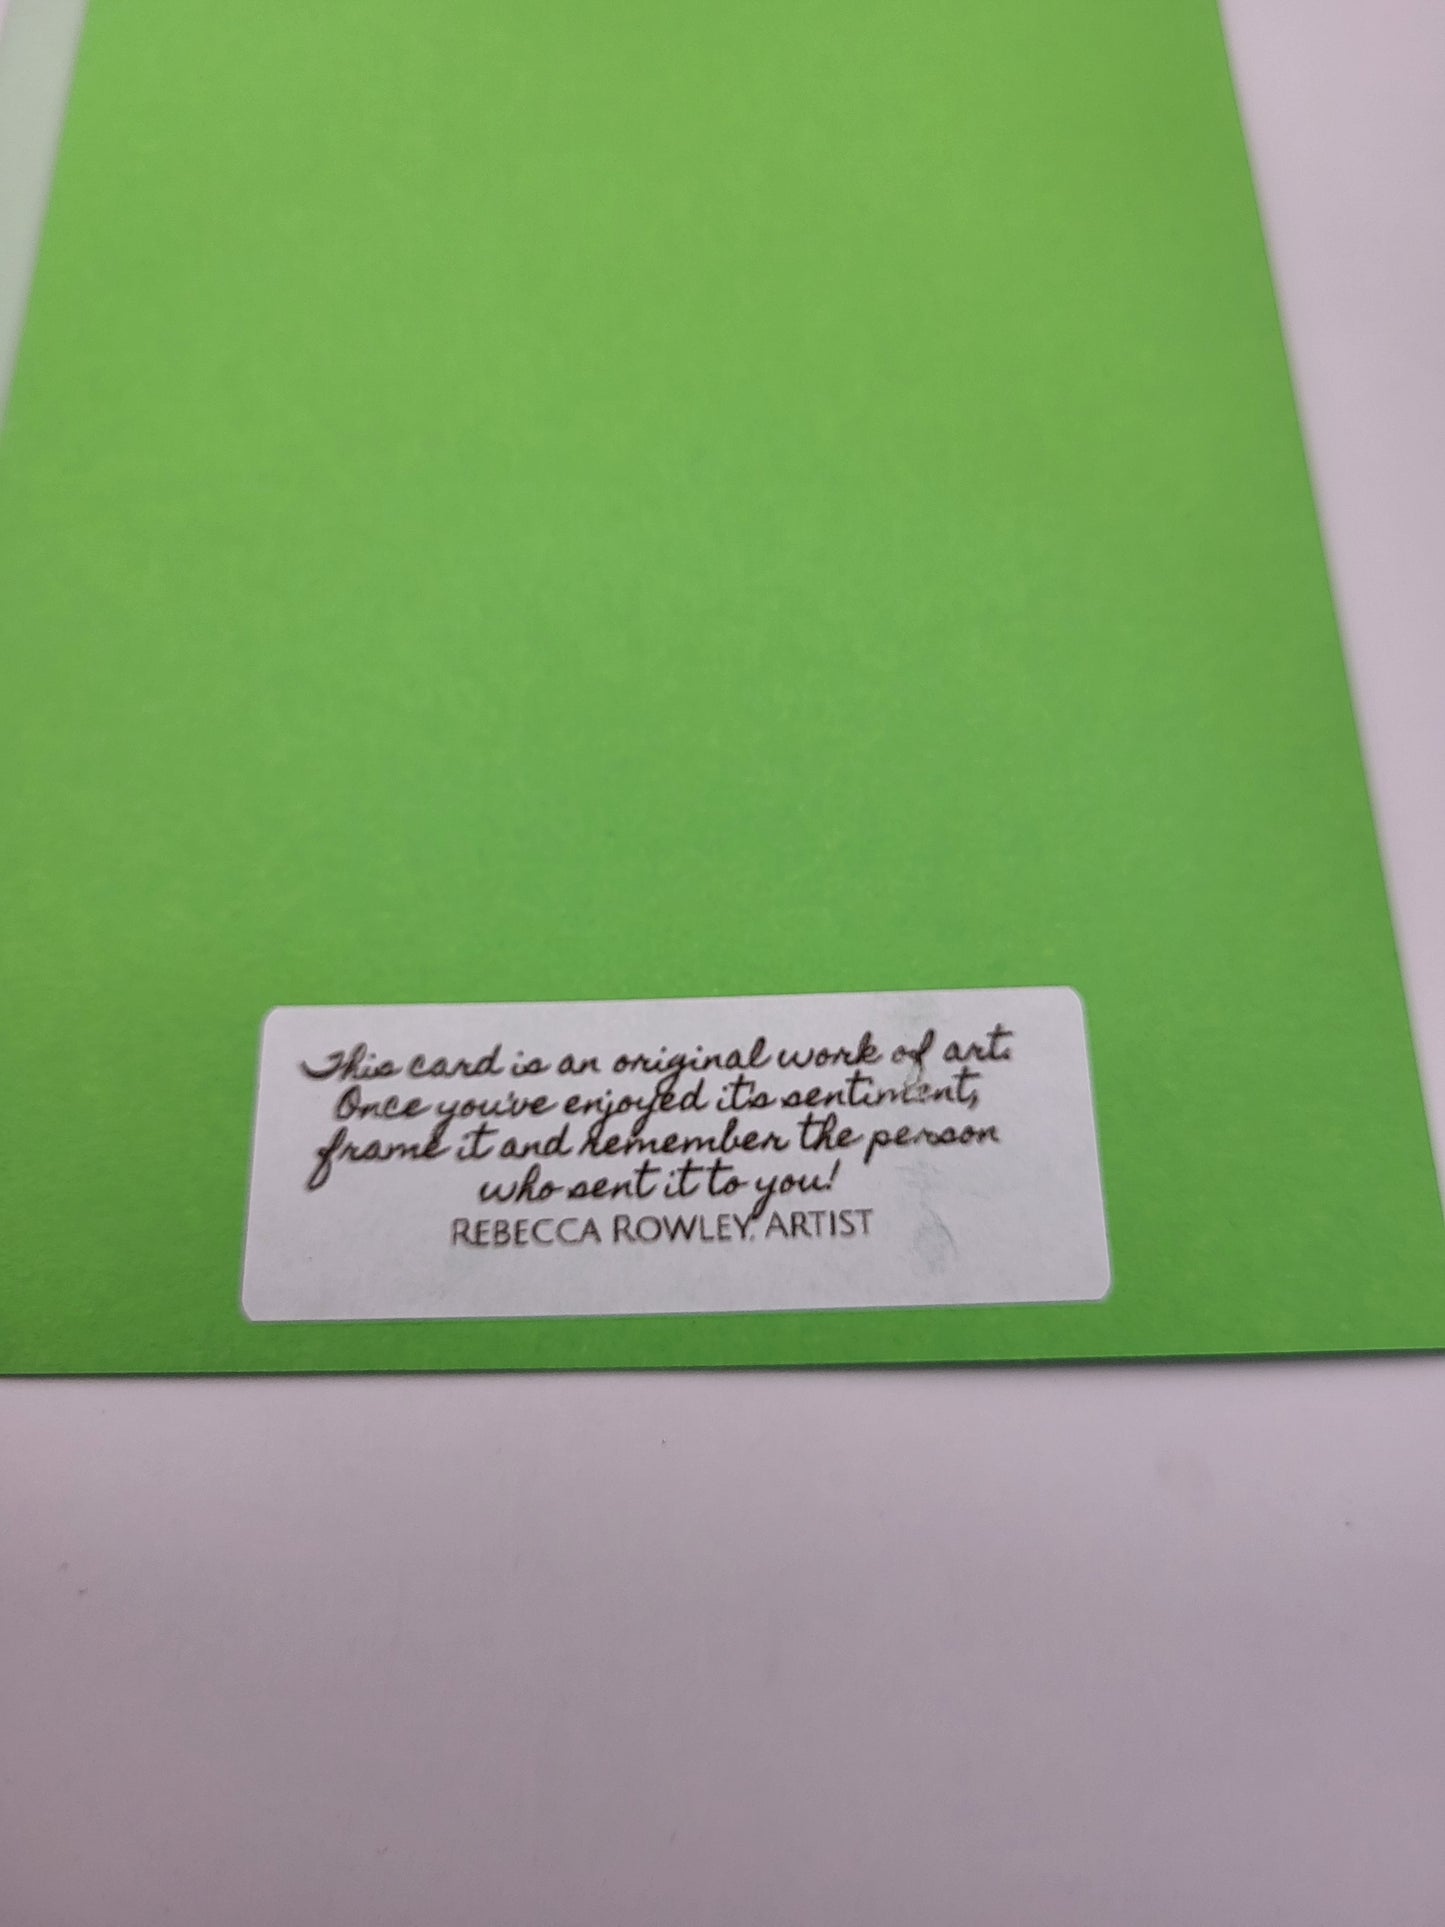 This card is an original work of art.
Once you've enjoyed it's sentiment,
frame it and remember the person
who sent it to you!
REBECCA ROWLEY, ARTIST